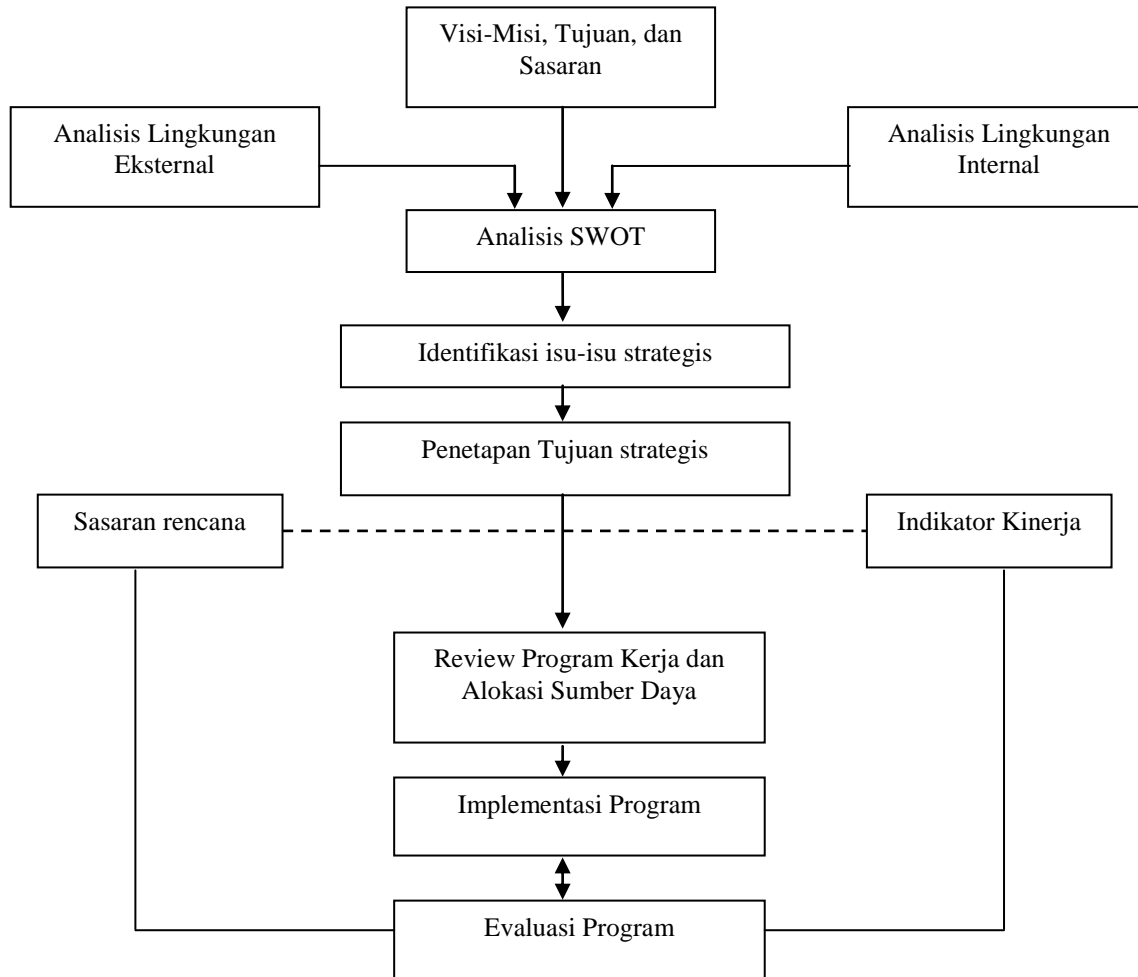 Visi-Misi, Tujuan, dan
Sasaran
Analisis Lingkungan
Eksternal
Analisis Lingkungan
Internal
Analisis SWOT
Identifikasi isu-isu strategis
Penetapan Tujuan strategis
Sasaran rencana
Indikator Kinerja
Review Program Kerja dan
Alokasi Sumber Daya
Implementasi Program
Evaluasi Program